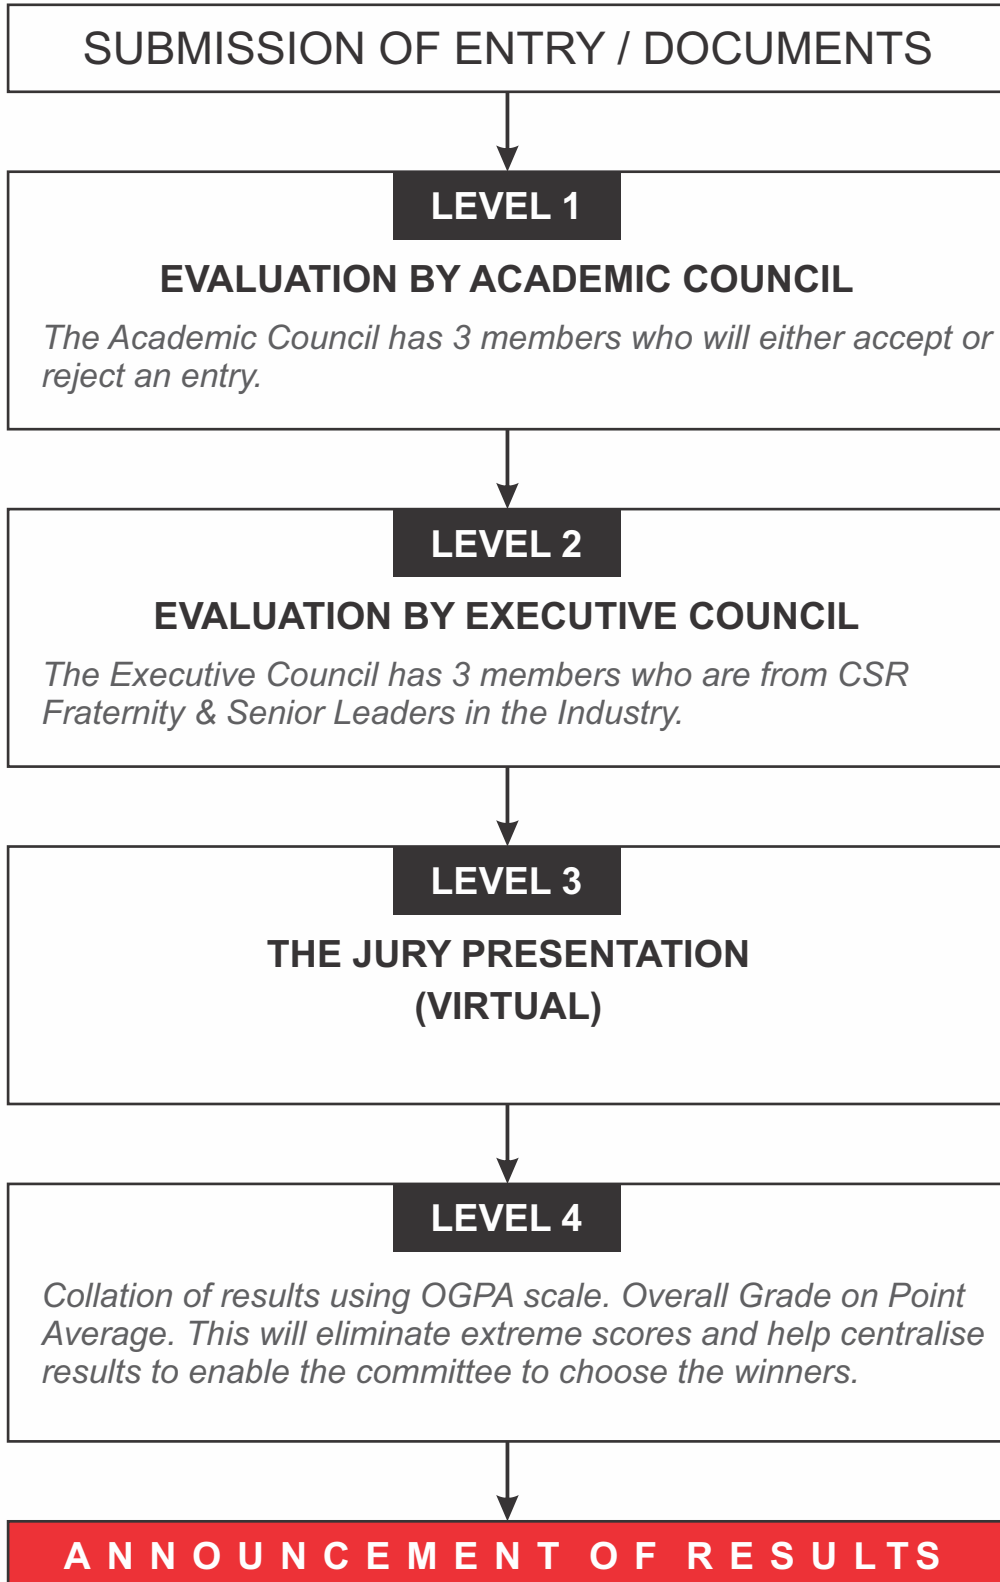 SUBMISSION OF ENTRY / DOCUMENTS
LEVEL 1
EVALUATION BY ACADEMIC COUNCIL
The Academic Council has 3 members who will either accept or
reject an entry.
LEVEL 2
EVALUATION BY EXECUTIVE COUNCIL
The Executive Council has 3 members who are from CSR
Fraternity & Senior Leaders in the Industry.
LEVEL 3
THE JURY PRESENTATION
(VIRTUAL)
LEVEL 4
Collation of results using OGPA scale. Overall Grade on Point
Average. This will eliminate extreme scores and help centralise
results to enable the committee to choose the winners.
ANNOUNCEMENT OF RESULTS